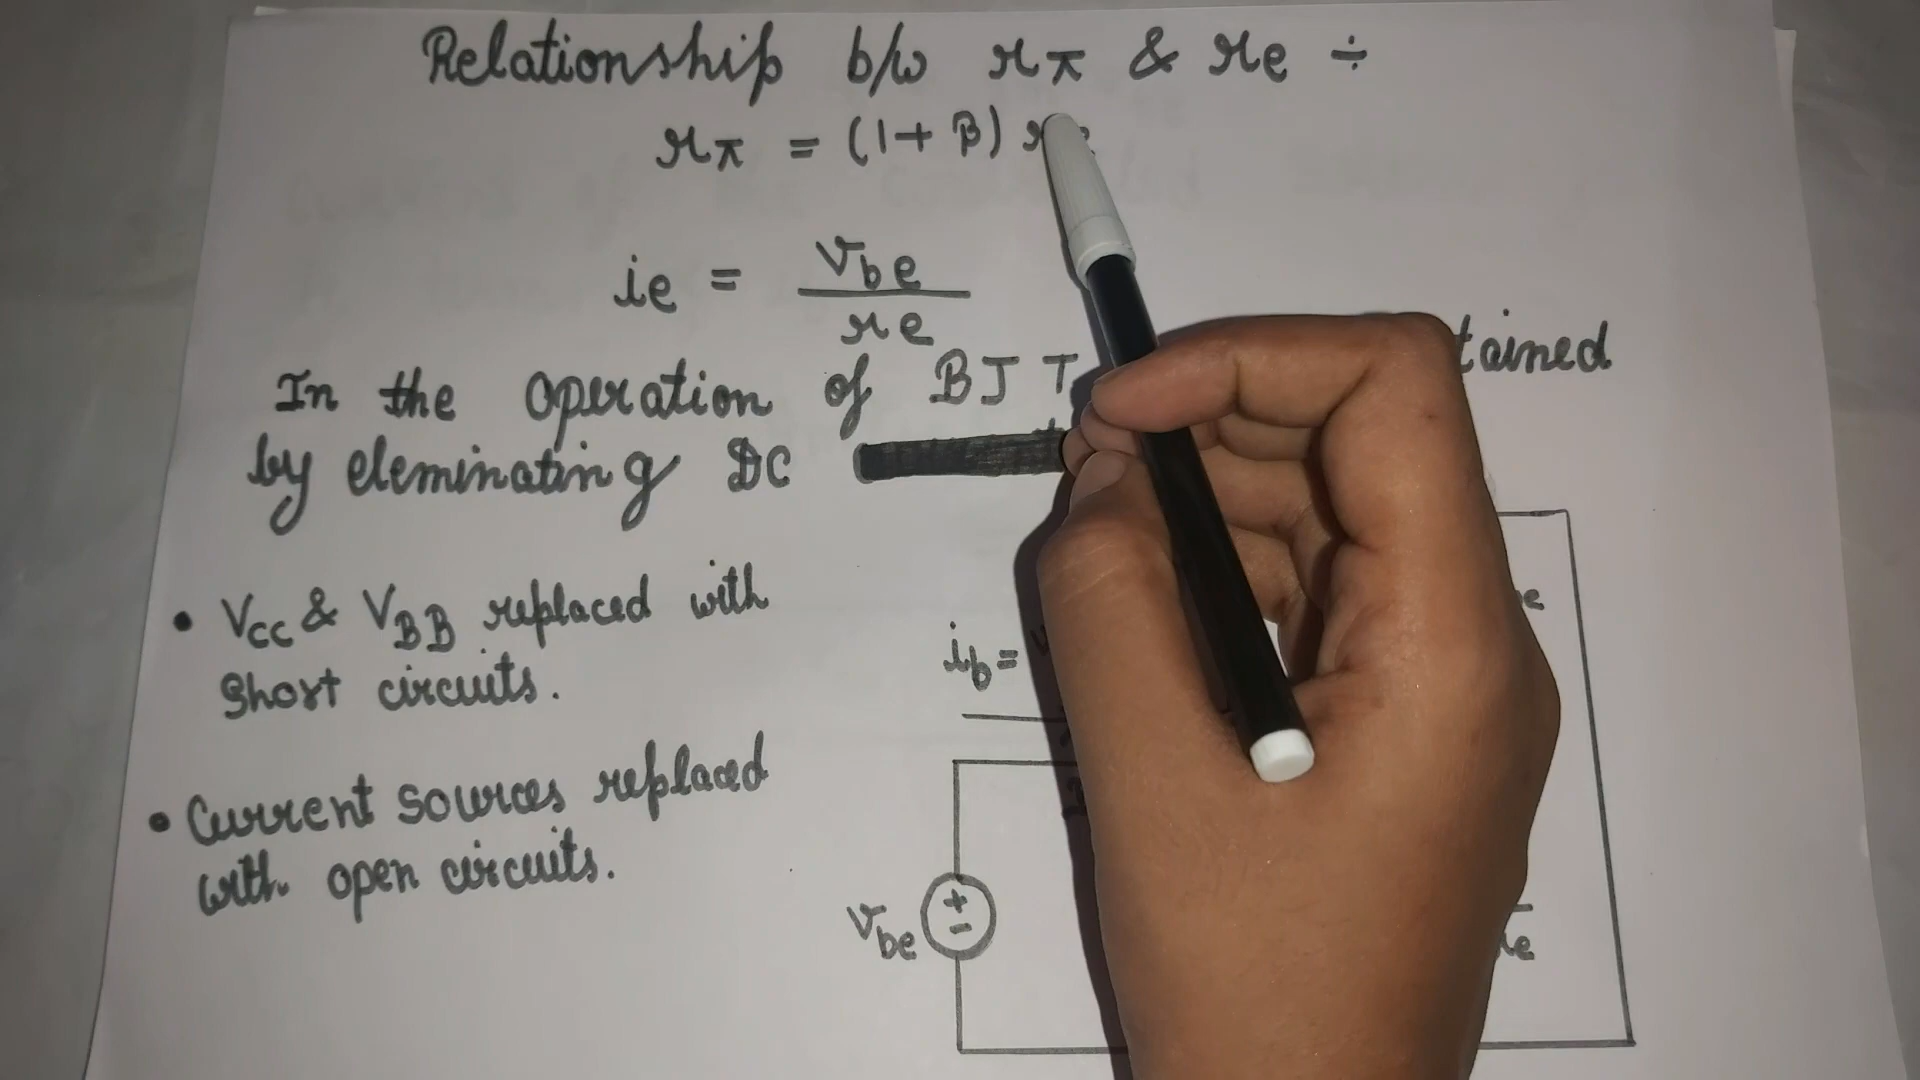 Relationship b/w rπ & re ÷
rπ = (1+β)
ie = Vbe / re
In the operation of BJT
by eleminating DC
• VCC & VBB replaced with
Short circuits.
• Current sources replaced
with open circuits.
ib =
Vbe
+
-